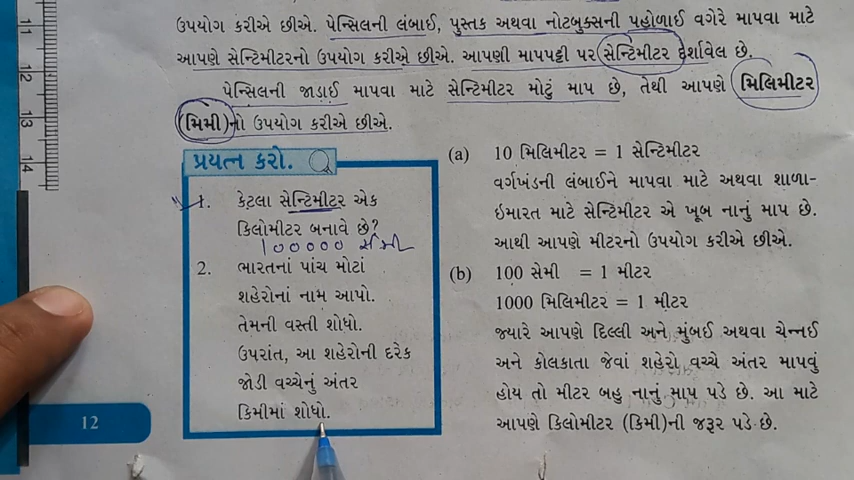 ઉપયોગ કરીએ છીએ. પેન્સિલની લંબાઈ, પુસ્તક અથવા નોટબુક્સની પહોળાઈ વગેરે માપવા માટે
આપણે સેન્ટિમીટરનો ઉપયોગ કરીએ છીએ. આપણી માપપટ્ટી પર સેન્ટિમીટર દર્શાવેલ છે.
પેન્સિલની જાડાઈ માપવા માટે સેન્ટિમીટર મોટું માપ છે, તેથી આપણે મિલિમીટર
(મિમી)નો ઉપયોગ કરીએ છીએ.
11
12
13
14
પ્રયત્ન કરો.
1. કેટલા સેન્ટિમીટર એક
કિલોમીટર બનાવે છે?
100000 સેમી
2. ભારતનાં પાંચ મોટાં
શહેરોનાં નામ આપો.
તેમની વસ્તી શોધો.
ઉપરાંત, આ શહેરોની દરેક
જોડી વચ્ચેનું અંતર
કિમીમાં શોધો.
12
(a) 10 મિલિમીટર = 1 સેન્ટિમીટર
વર્ગખંડની લંબાઈને માપવા માટે અથવા શાળા-
ઇમારત માટે સેન્ટિમીટર એ ખૂબ નાનું માપ છે.
આથી આપણે મીટરનો ઉપયોગ કરીએ છીએ.
(b) 100 સેમી = 1 મીટર
1000 મિલિમીટર = 1 મીટર
જ્યારે આપણે દિલ્લી અને મુંબઈ અથવા ચેન્નઈ
અને કોલકાતા જેવાં શહેરો વચ્ચે અંતર માપવું
હોય તો મીટર બહુ નાનું માપ પડે છે. આ માટે
આપણે કિલોમીટર (કિમી)ની જરૂર પડે છે.